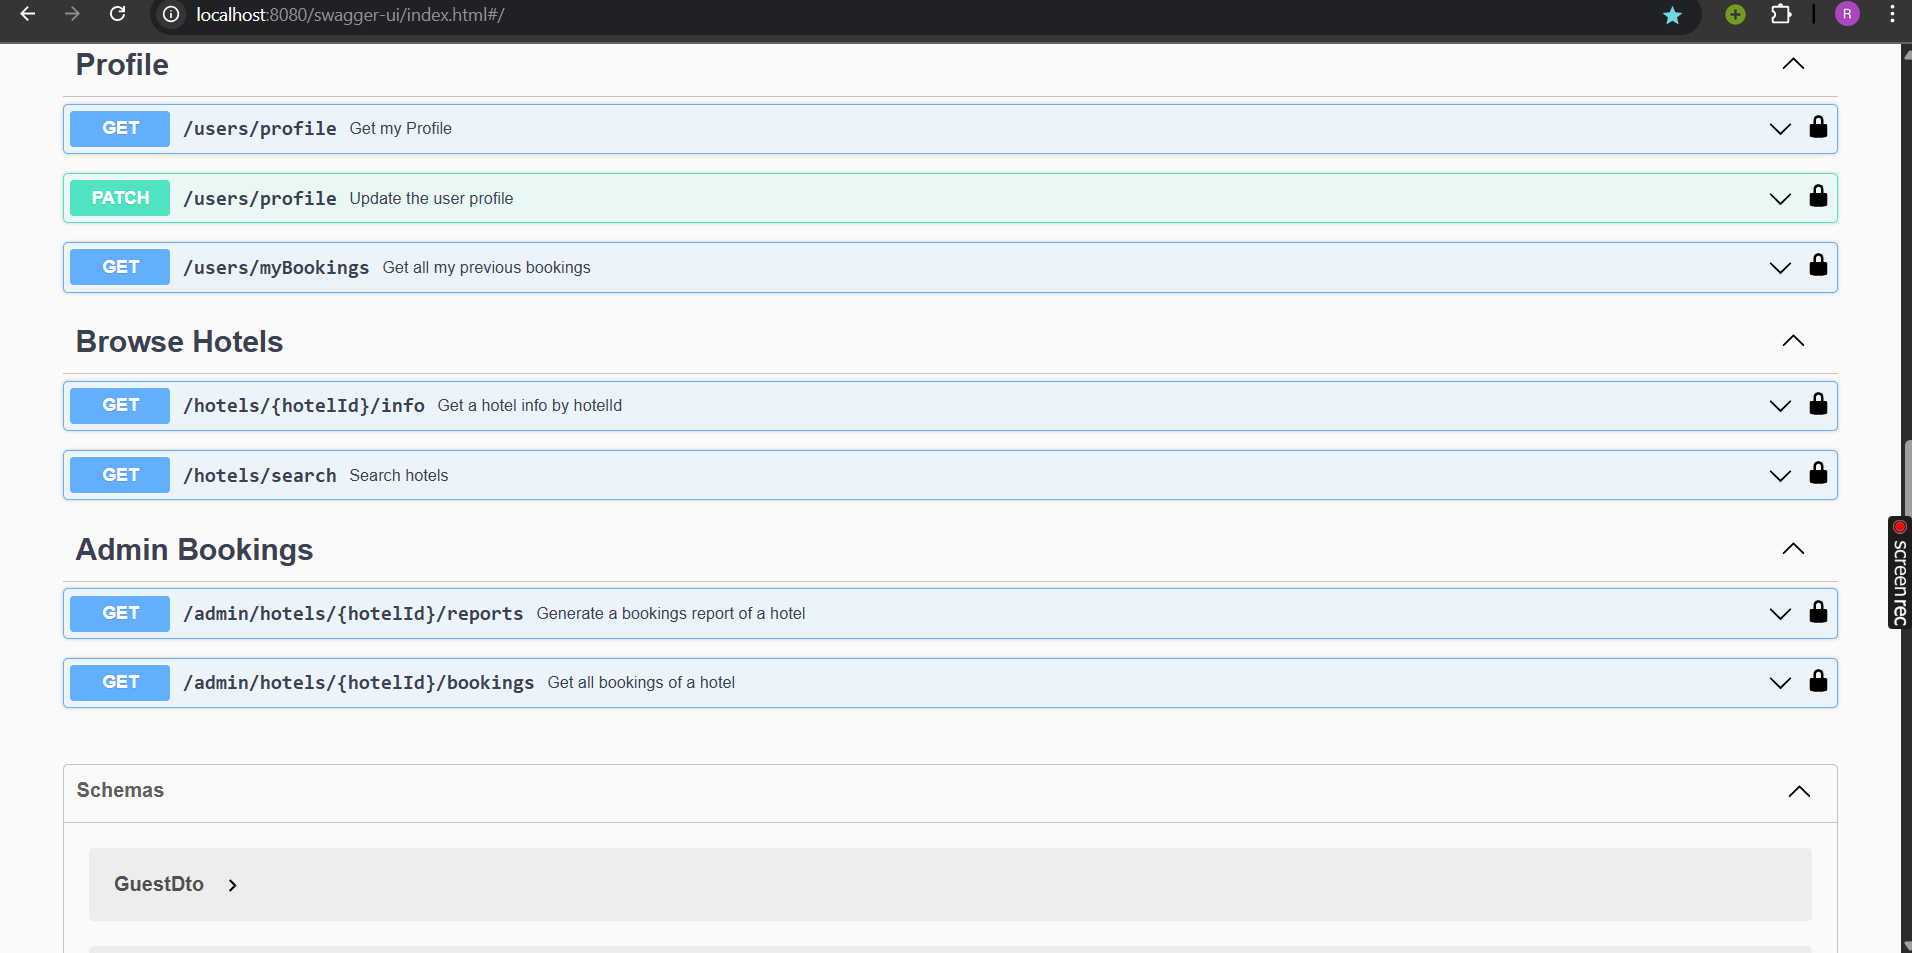 localhost:8080/swagger-ui/index.html#/
R
Profile
GET /users/profile Get my Profile
PATCH /users/profile Update the user profile
GET /users/myBookings Get all my previous bookings
Browse Hotels
GET /hotels/{hotelId}/info Get a hotel info by hotelId
GET /hotels/search Search hotels
Admin Bookings
GET /admin/hotels/{hotelId}/reports Generate a bookings report of a hotel
GET /admin/hotels/{hotelId}/bookings Get all bookings of a hotel
Schemas
GuestDto
screenrec